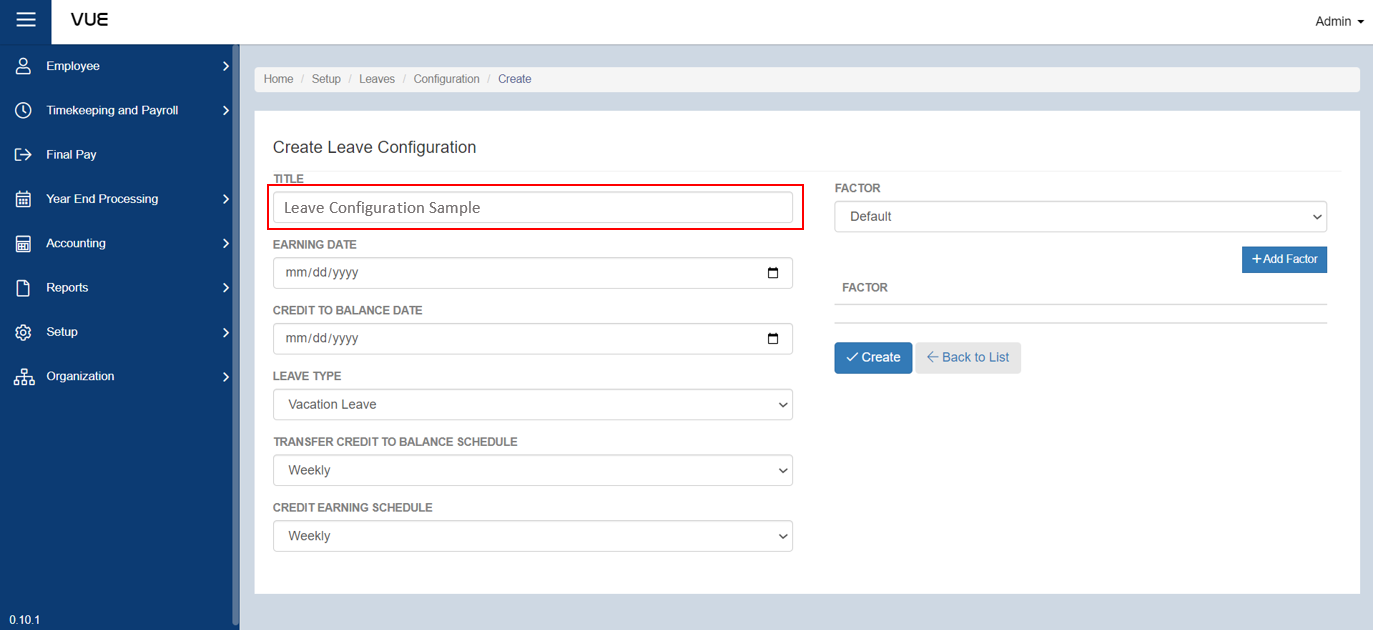 VUE
Admin
Employee
Timekeeping and Payroll
Final Pay
Year End Processing
Accounting
Reports
Setup
Organization
0.10.1
Home / Setup / Leaves / Configuration / Create
Create Leave Configuration
TITLE
Leave Configuration Sample
EARNING DATE
mm/dd/yyyy
CREDIT TO BALANCE DATE
mm/dd/yyyy
LEAVE TYPE
Vacation Leave
TRANSFER CREDIT TO BALANCE SCHEDULE
Weekly
CREDIT EARNING SCHEDULE
Weekly
FACTOR
Default
+ Add Factor
FACTOR
✓ Create
← Back to List